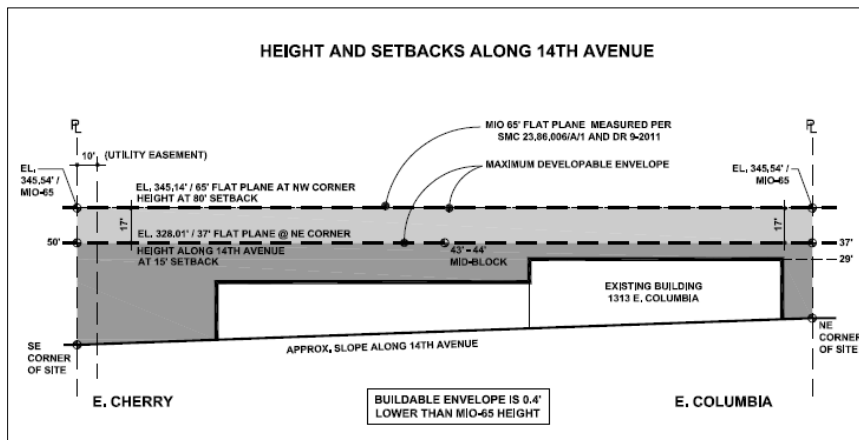 HEIGHT AND SETBACKS ALONG 14TH AVENUE
PL
PL
10' (UTILITY EASEMENT)
MIO 65' FLAT PLANE MEASURED PER
SMC 23,86,006/A/1 AND DR 9-2011
MAXIMUM DEVELOPABLE ENVELOPE
EL,
345,54' /
MIO-65
EL, 345,54' /
MIO-65
EL, 345,14' / 65' FLAT PLANE AT NW CORNER
HEIGHT AT 80' SETBACK
17'
17'
EL, 328.01' / 37' FLAT PLANE @ NE CORNER
50'
37'
HEIGHT ALONG 14TH AVENUE
AT 15' SETBACK
43' - 44'
MID-BLOCK
29'
EXISTING BUILDING
1313 E. COLUMBIA
NE
CORNER
OF SITE
SE
CORNER
OF SITE
APPROX, SLOPE ALONG 14TH AVENUE
E. CHERRY
BUILDABLE ENVELOPE IS 0.4'
LOWER THAN MIO-65 HEIGHT
E. COLUMBIA